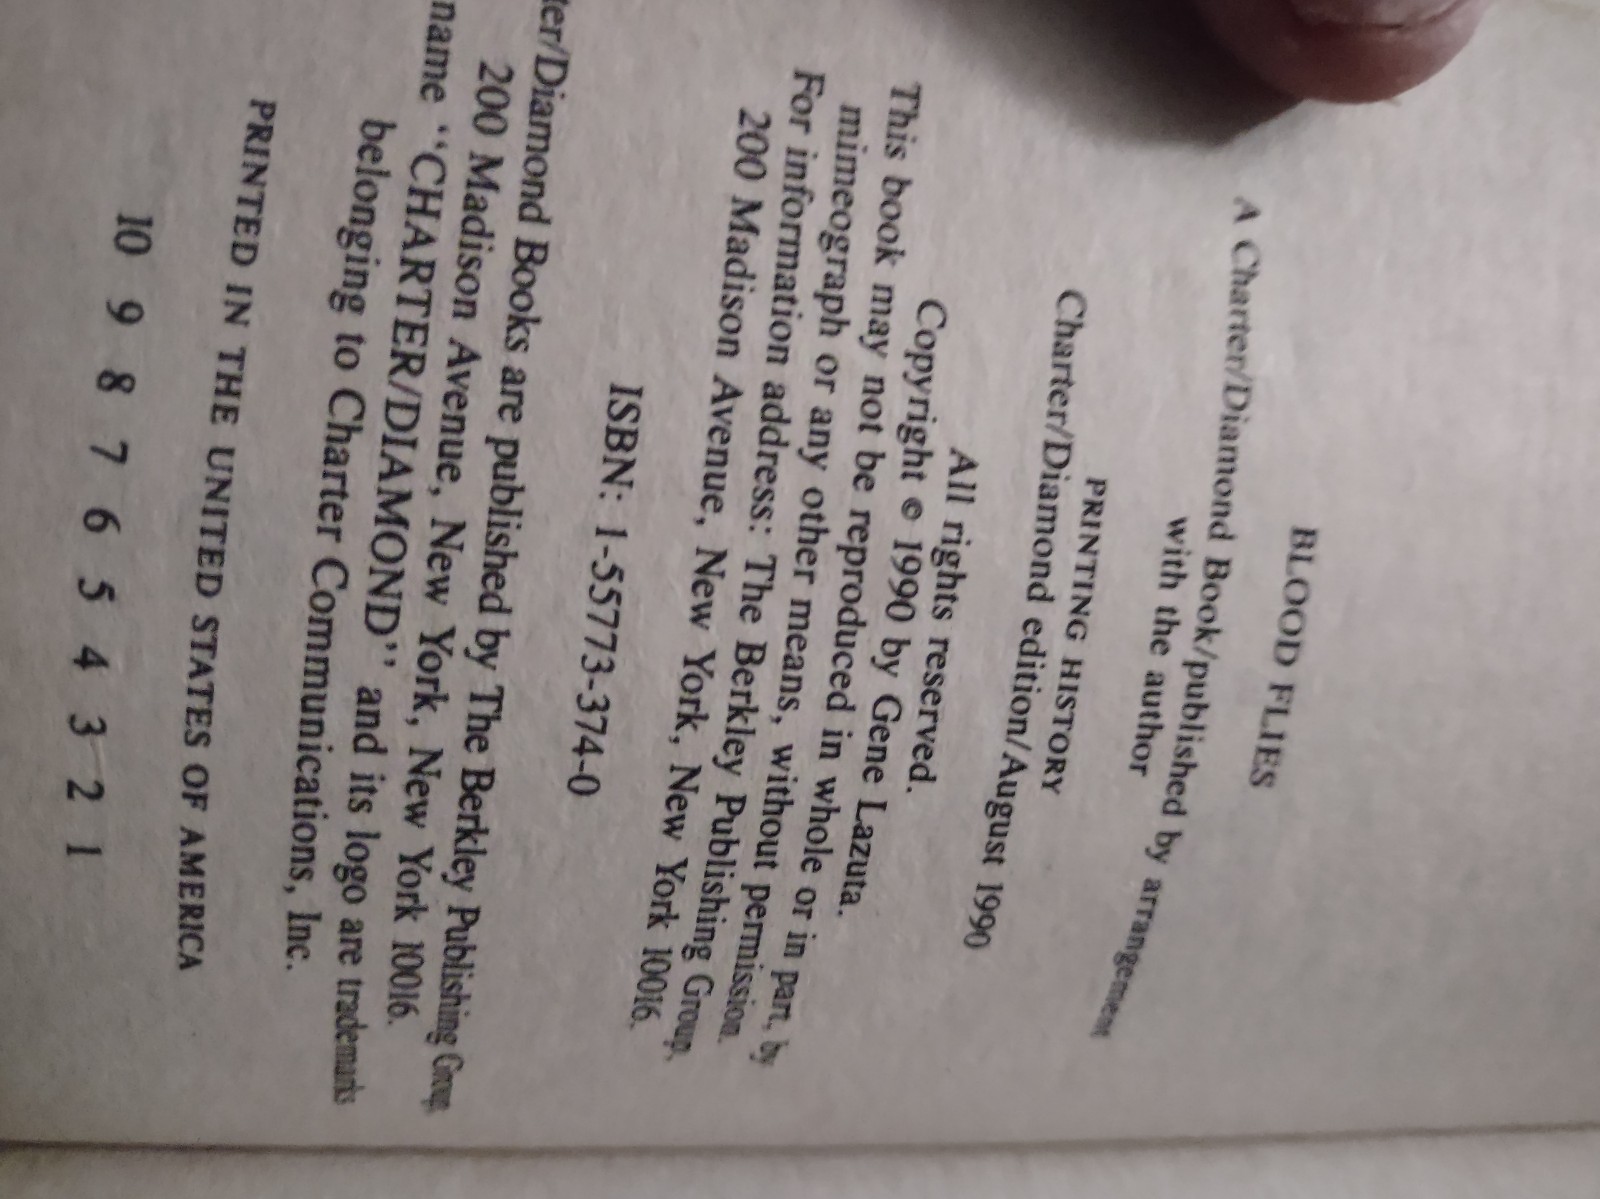 BLOOD FLIES
A Charter/Diamond Book/published by arrangement
with the author
PRINTING HISTORY
Charter/Diamond edition/August 1990
All rights reserved.
Copyright © 1990 by Gene Lazuta.
This book may not be reproduced in whole or in part, by
mimeograph or any other means, without permission.
For information address: The Berkley Publishing Group,
200 Madison Avenue, New York, New York 10016.
ISBN: 1-55773-374-0
ter/Diamond Books are published by The Berkley Publishing Group,
200 Madison Avenue, New York, New York 10016.
name "CHARTER/DIAMOND" and its logo are trademarks
belonging to Charter Communications, Inc.
PRINTED IN THE UNITED STATES OF AMERICA
10 9 8 7 6 5 4 3 2 1